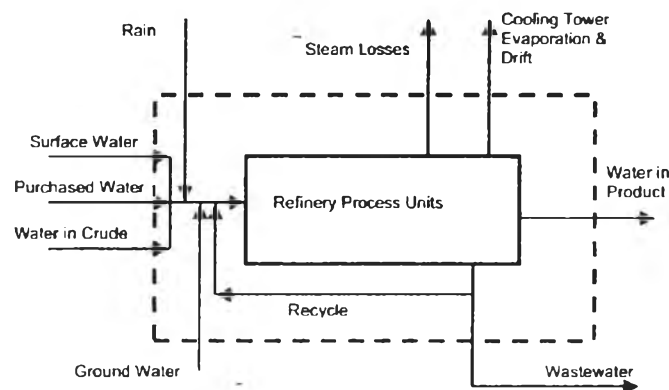 Cooling Tower
Evaporation &
Drift
Rain
Steam Losses
Surface Water
Purchased Water
Water in Crude
Refinery Process Units
Water in
Product
Recycle
Ground Water
Wastewater